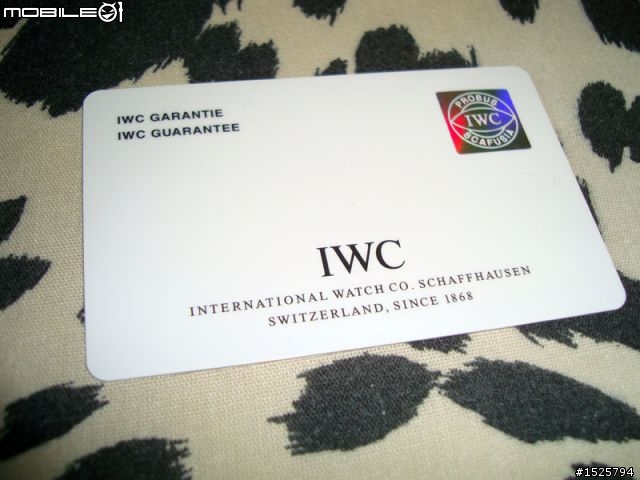 MOBILE01
IWC GARANTIE
IWC GUARANTEE
PROBUS
IWC
SCAFUSIA
IWC
INTERNATIONAL WATCH CO. SCHAFFHAUSEN
SWITZERLAND, SINCE 1868
#1525794